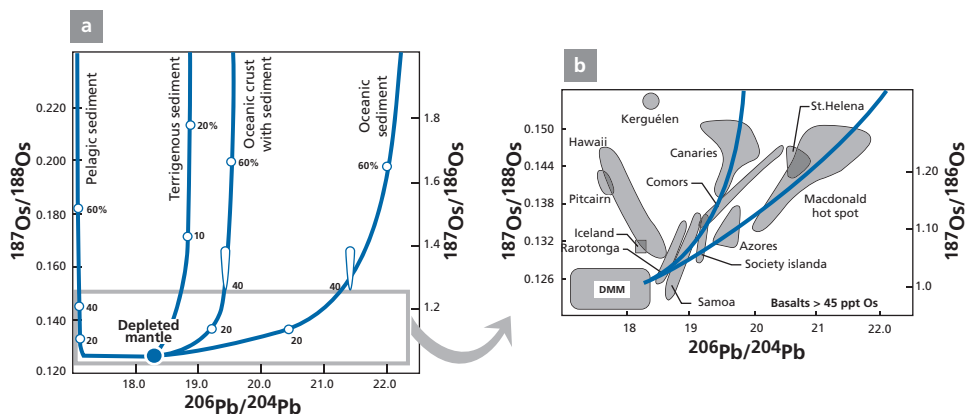 a
Pelagic sediment
Terrigenous sediment
Oceanic crust
with sediment
Oceanic
sediment
187Os/188Os
0.220
0.200
0.180
0.160
0.140
0.120
60%
40
20
20%
10
60%
40
20
60%
40
20
Depleted
mantle
1.8
1.6
1.4
1.2
187Os/186Os
18.0
19.0
20.0
21.0
22.0
206Pb/204Pb
b
187Os/188Os
0.150
0.144
0.138
0.132
0.126
Kerguélen
St.Helena
Hawaii
Canaries
Pitcairn
Comors
Macdonald
hot spot
Iceland
Rarotonga
Azores
Society islanda
DMM
Samoa
Basalts > 45 ppt Os
1.20
1.10
1.0
187Os/186Os
18
19
20
21
22.0
206Pb/204Pb